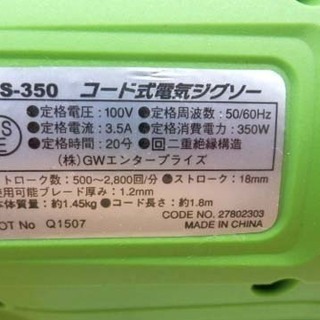 S-350 コード式電気ジグソー
●定格電圧：100V ●定格周波数：50/60Hz
●定格電流：3.5A ●定格消費電力：350W
●定格時間：20分 ●回二重絶縁構造
(株)GWエンタープライズ
トローク数：500～2,800回/分 ●ストローク：18mm
使用可能ブレード厚み：1.2mm
本体質量：約1.45kg ●コード長さ：約1.8m
CODE NO. 27802303
OT No Q1507 MADE IN CHINA